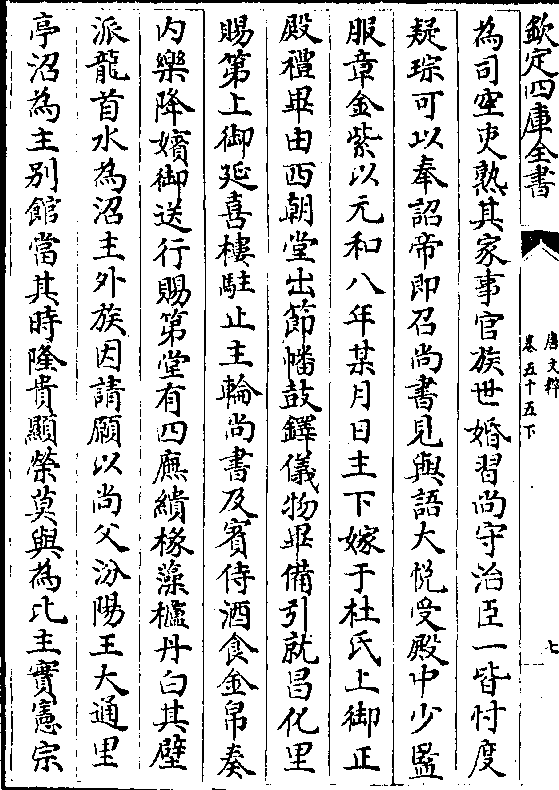 欽定四庫全書
唐文粹
卷五十五下
七
為司空吏熟其家事官族世婚習尚守治臣一皆忖度
疑琮可以奉詔帝即召尚書見與語大悅受殿中少監
服章金紫以元和八年某月日主下嫁于杜氏上御正
殿禮畢由西朝堂出節幡鼓鐸儀物畢備引就昌化里
賜第上御延喜樓駐止主輪尚書及賓侍酒食金帛奏
内樂降嬪御送行賜第堂有四廡繢椽藻櫨丹白其壁
派龍首水為沼主外族因請願以尚父汾陽王大通里
亭沼為主别館當其時隆貴顯榮莫與為比主實憲宗